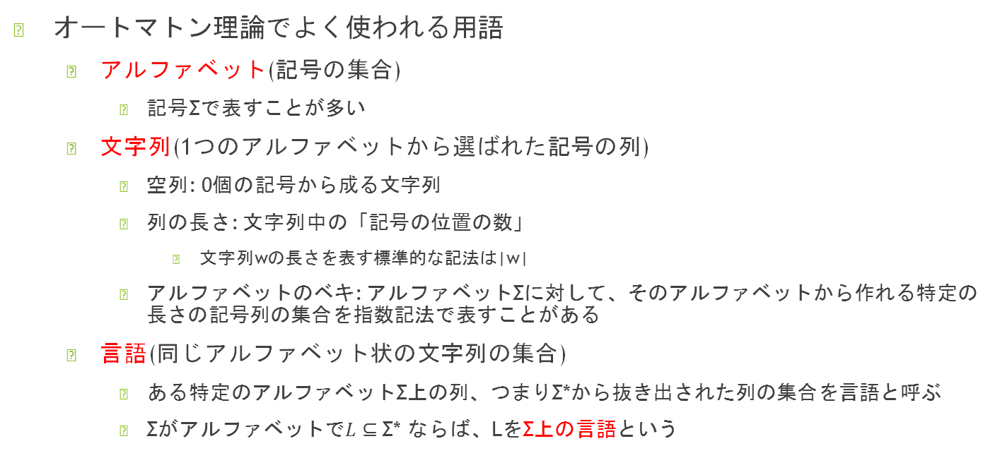 オートマトン理論でよく使われる用語
アルファベット(記号の集合)
記号Σで表すことが多い
文字列(1つのアルファベットから選ばれた記号の列)
空列: 0個の記号から成る文字列
列の長さ: 文字列中の「記号の位置の数」
文字列wの長さを表す標準的な記法は|w|
アルファベットのベキ: アルファベットΣに対して、そのアルファベットから作れる特定の
長さの記号列の集合を指数記法で表すことがある
言語(同じアルファベット状の文字列の集合)
ある特定のアルファベットΣ上の列、つまりΣ*から抜き出された列の集合を言語と呼ぶ
ΣがアルファベットでL ⊆ Σ* ならば、LをΣ上の言語という